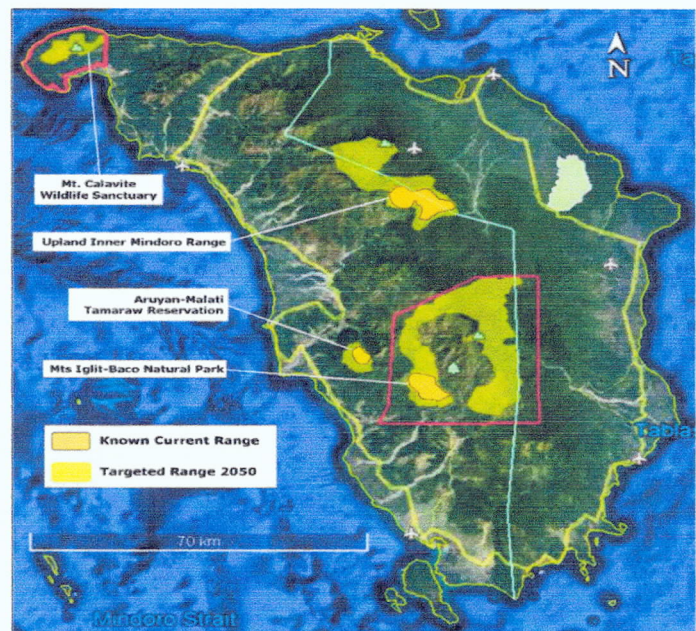 N
Mt. Calavite
Wildlife Sanctuary
Upland Inner Mindoro Range
Aruyan-Malati
Tamaraw Reservation
Mts Iglit-Baco Natural Park
Known Current Range
Targeted Range 2050
70 km
Tabla
Mindoro Strait